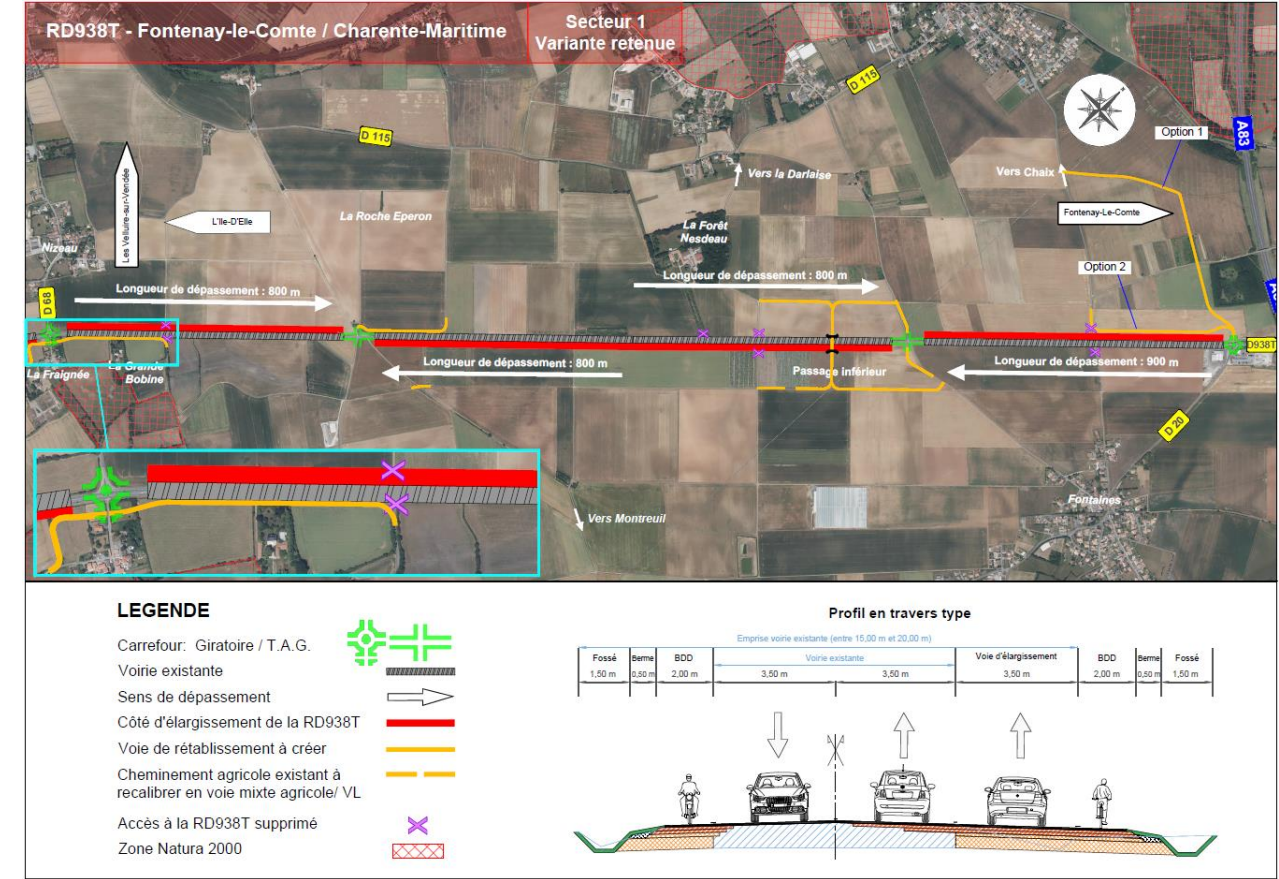 RD938T - Fontenay-le-Comte / Charente-Maritime
Secteur 1
Variante retenue
D 115
A83
D 115
Option 1
Les Velluire-sur-Vendée
Vers la Darlaise
Vers Chaix
L'Ile-D'Elle
La Roche Eperon
Fontenay-Le-Comte
La Forêt
Nesdeau
Nizeau
Option 2
Longueur de dépassement : 800 m
Longueur de dépassement : 800 m
D 68
D938T
La Fraignée
La Grande
Bobine
Longueur de dépassement : 800 m
Passage inférieur
Longueur de dépassement : 900 m
D 20
Fontaines
Vers Montreuil
LEGENDE
Carrefour: Giratoire / T.A.G.
Voirie existante
Sens de dépassement
Côté d'élargissement de la RD938T
Voie de rétablissement à créer
Cheminement agricole existant à
recalibrer en voie mixte agricole/ VL
Accès à la RD938T supprimé
Zone Natura 2000
Profil en travers type
Emprise voirie existante (entre 15,00 m et 20,00 m)
Fossé Berme BDD Voirie existante Voie d'élargissement BDD Berme Fossé
1,50 m 0,50 m 2,00 m 3,50 m 3,50 m 3,50 m 2,00 m 0,50 m 1,50 m